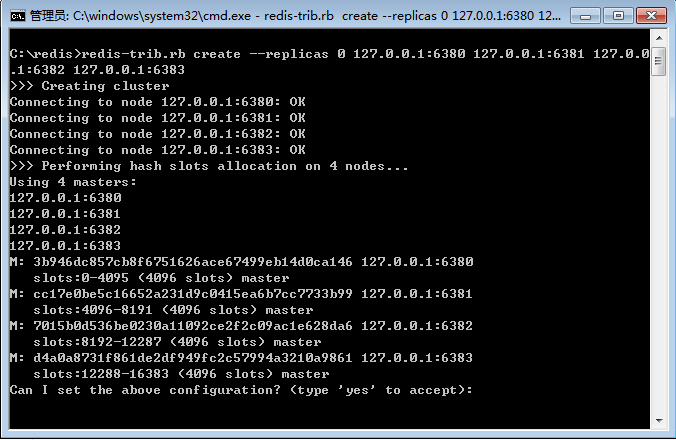 管理员: C:\windows\system32\cmd.exe - redis-trib.rb  create --replicas 0 127.0.0.1:6380 12...
C:\redis>redis-trib.rb create --replicas 0 127.0.0.1:6380 127.0.0.1:6381 127.0.0
.1:6382 127.0.0.1:6383
>>> Creating cluster
Connecting to node 127.0.0.1:6380: OK
Connecting to node 127.0.0.1:6381: OK
Connecting to node 127.0.0.1:6382: OK
Connecting to node 127.0.0.1:6383: OK
>>> Performing hash slots allocation on 4 nodes...
Using 4 masters:
127.0.0.1:6380
127.0.0.1:6381
127.0.0.1:6382
127.0.0.1:6383
M: 3b946dc857cb8f6751626ace67499eb14d0ca146 127.0.0.1:6380
   slots:0-4095 (4096 slots) master
M: cc17e0be5c16652a231d9c0415ea6b7cc7733b99 127.0.0.1:6381
   slots:4096-8191 (4096 slots) master
M: 7015b0d536be0230a11092ce2f2c09ac1e628da6 127.0.0.1:6382
   slots:8192-12287 (4096 slots) master
M: d4a0a8731f861de2df949fc2c57994a3210a9861 127.0.0.1:6383
   slots:12288-16383 (4096 slots) master
Can I set the above configuration? (type 'yes' to accept):